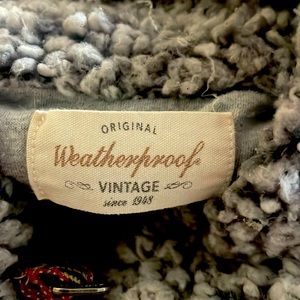 ORIGINAL
Weatherproof
VINTAGE
since 1948